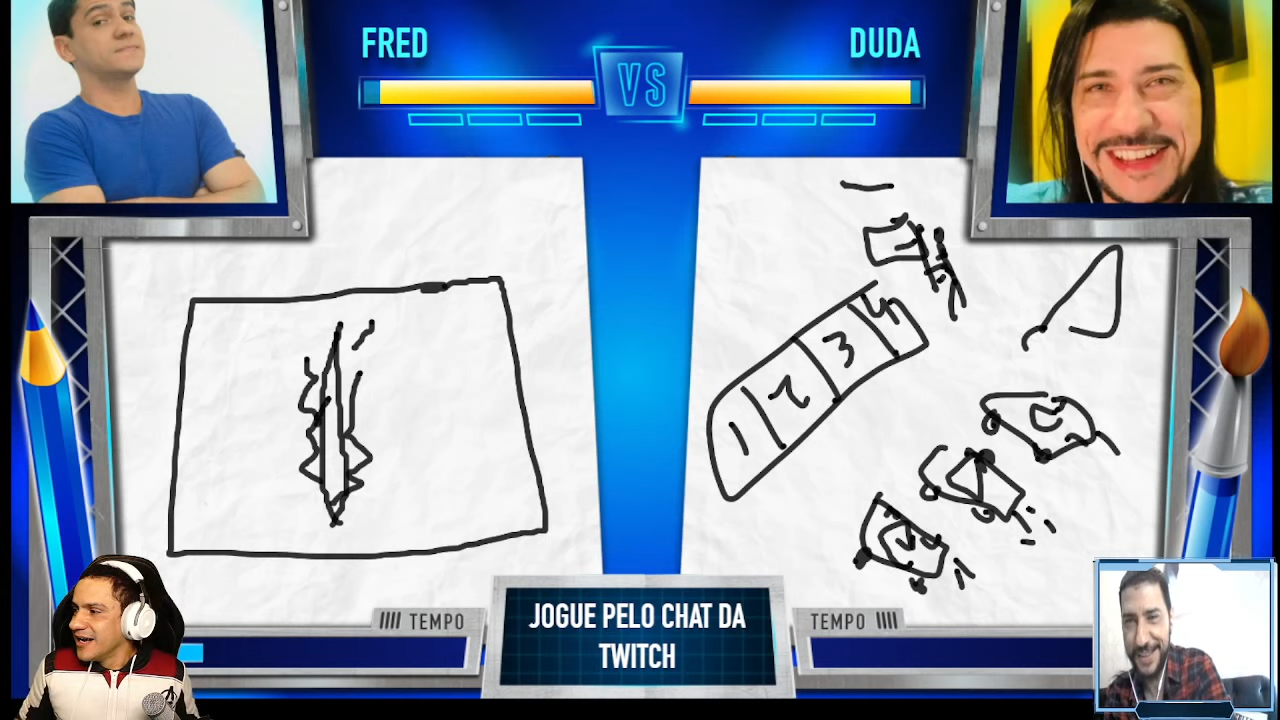 FRED
VS
DUDA
1 2 3 4
TEMPO
TEMPO
JOGUE PELO CHAT DA
TWITCH